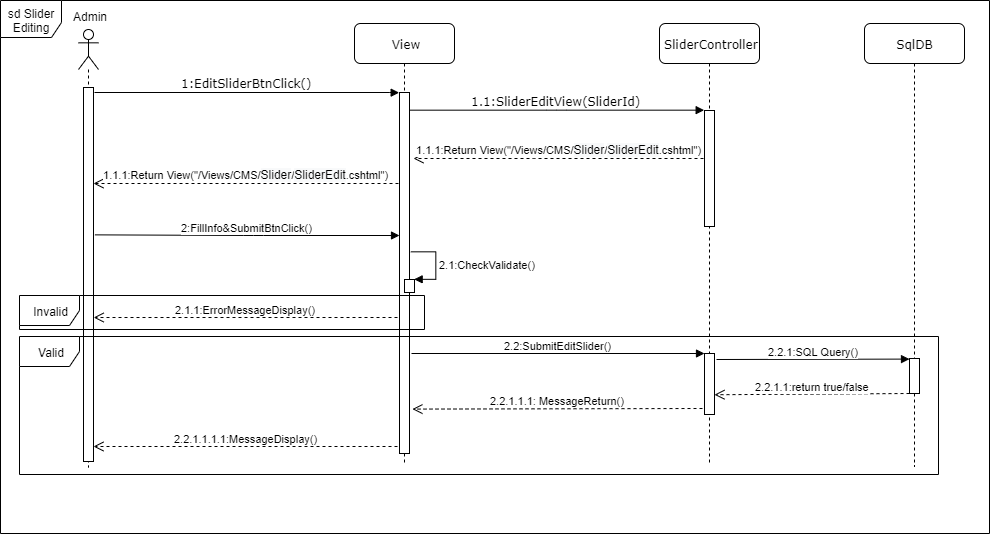 sd Slider
Editing
Admin
View
SliderController
SqlDB
1:EditSliderBtnClick()
1.1:SliderEditView(SliderId)
1.1.1:Return View("/Views/CMS/Slider/SliderEdit.cshtml")
1.1.1:Return View("/Views/CMS/Slider/SliderEdit.cshtml")
2:FillInfo&SubmitBtnClick()
2.1:CheckValidate()
Invalid
2.1.1:ErrorMessageDisplay()
Valid
2.2:SubmitEditSlider()
2.2.1:SQL Query()
2.2.1.1:return true/false
2.2.1.1.1: MessageReturn()
2.2.1.1.1.1:MessageDisplay()